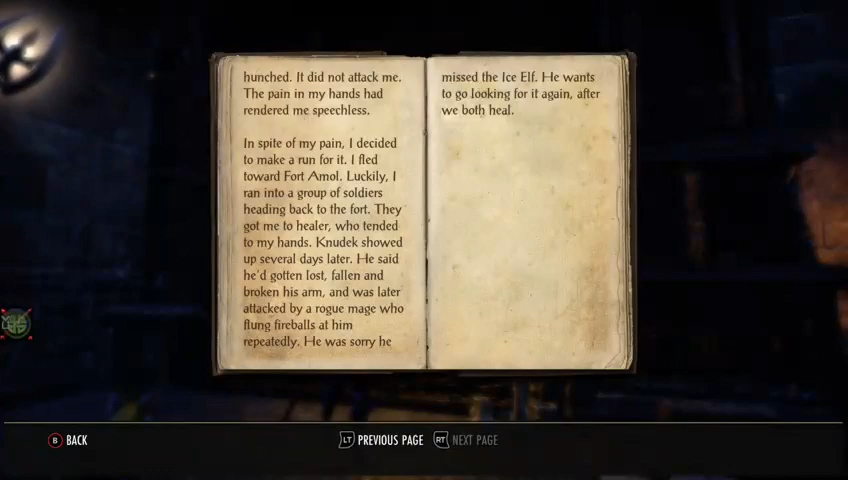 hunched. It did not attack me.
The pain in my hands had
rendered me speechless.
In spite of my pain, I decided
to make a run for it. I fled
toward Fort Amol. Luckily, I
ran into a group of soldiers
heading back to the fort. They
got me to healer, who tended
to my hands. Knudek showed
up several days later. He said
he'd gotten lost, fallen and
broken his arm, and was later
attacked by a rogue mage who
flung fireballs at him
repeatedly. He was sorry he
missed the Ice Elf. He wants
to go looking for it again, after
we both heal.
B BACK
LT PREVIOUS PAGE RT NEXT PAGE